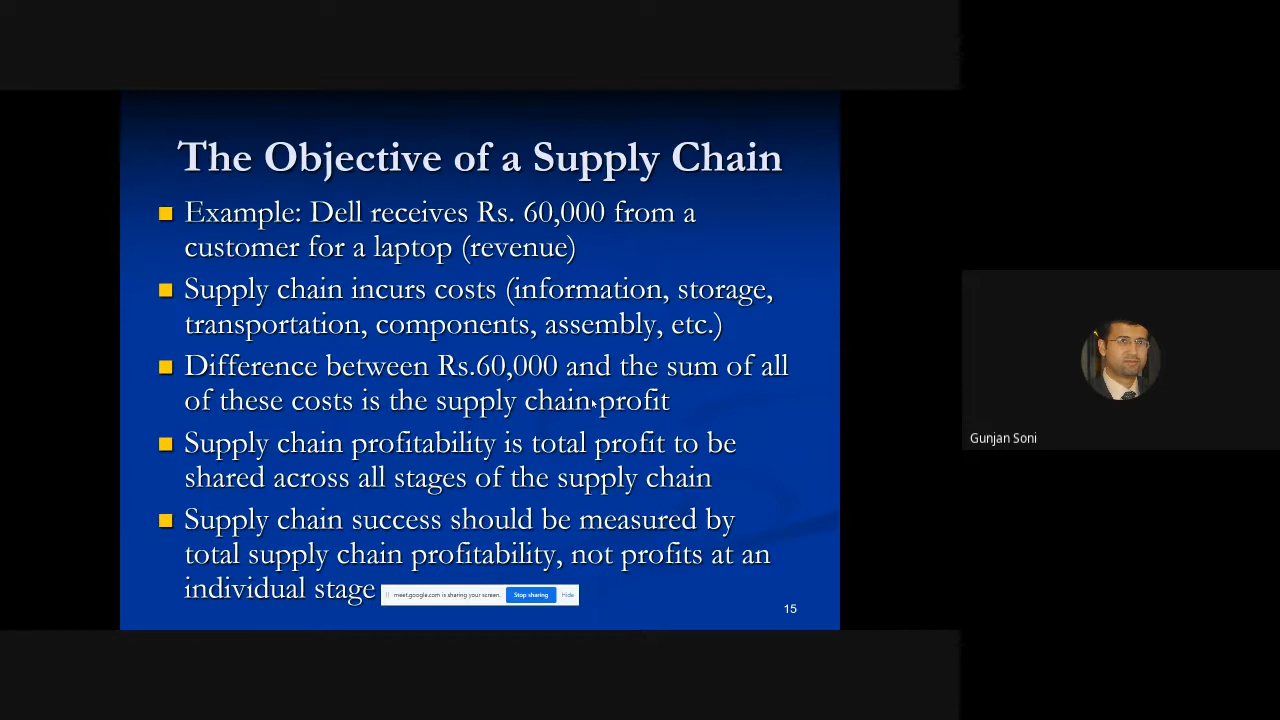 The Objective of a Supply Chain
Example: Dell receives Rs. 60,000 from a
customer for a laptop (revenue)
Supply chain incurs costs (information, storage,
transportation, components, assembly, etc.)
Difference between Rs.60,000 and the sum of all
of these costs is the supply chain profit
Supply chain profitability is total profit to be
shared across all stages of the supply chain
Supply chain success should be measured by
total supply chain profitability, not profits at an
individual stage
meet.google.com is sharing your screen. Stop sharing Hide
15
Gunjan Soni